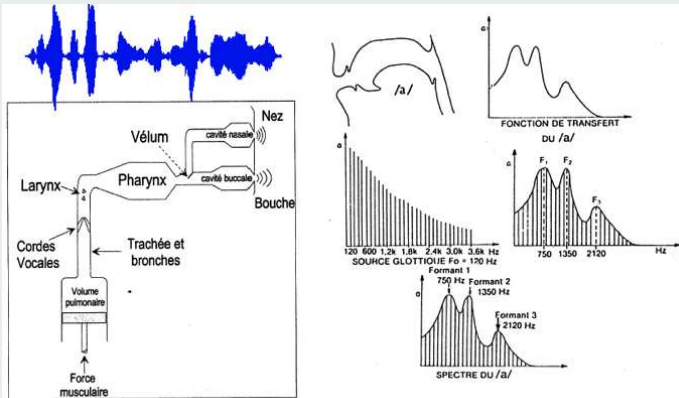 Nez
Vélum
cavité nasale
Larynx
Pharynx
cavité buccale
Bouche
Cordes
Vocales
Trachée et
bronches
Volume
pulmonaire
Force
musculaire
/a/
a
FONCTION DE TRANSFERT
DU /a/
a
120 600 1,2k 1,8k 2,4k 3,0k 3,6k Hz
SOURCE GLOTTIQUE Fo = 120 Hz
a
F1 F2
F3
750 1350 2120 Hz
Formant 1
750 Hz
Formant 2
1350 Hz
Formant 3
2120 Hz
a
SPECTRE DU /a/